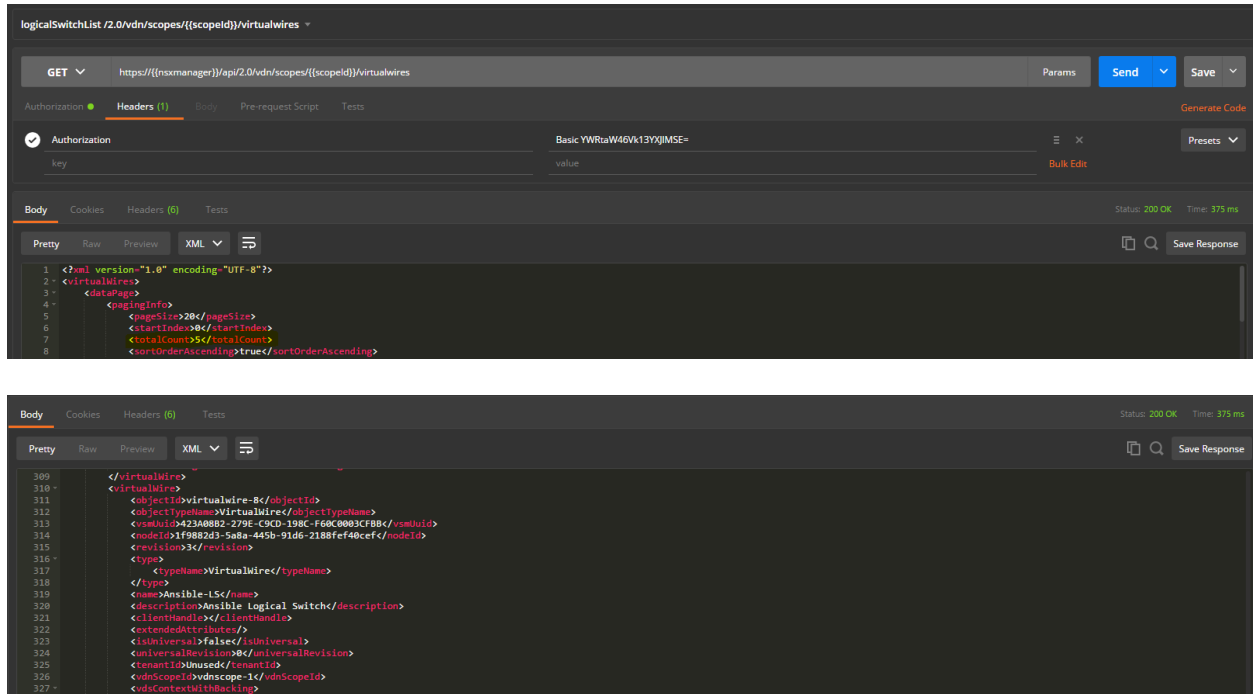 logicalSwitchList /2.0/vdn/scopes/{{scopeId}}/virtualwires
GET https://{{nsxmanager}}/api/2.0/vdn/scopes/{{scopeId}}/virtualwires Params Send Save
Authorization Headers (1) Body Pre-request Script Tests Generate Code
Authorization Basic YWRtaW46Vk13YXJlMSE= Presets
key value Bulk Edit
Body Cookies Headers (6) Tests Status: 200 OK Time: 375 ms
Pretty Raw Preview XML Save Response
1 <?xml version="1.0" encoding="UTF-8"?>
2 <virtualWires>
3 <dataPage>
4 <pagingInfo>
5 <pageSize>20</pageSize>
6 <startIndex>0</startIndex>
7 <totalCount>5</totalCount>
8 <sortOrderAscending>true</sortOrderAscending>
Body Cookies Headers (6) Tests Status: 200 OK Time: 375 ms
Pretty Raw Preview XML Save Response
309 </virtualWire>
310 <virtualWire>
311 <objectId>virtualwire-8</objectId>
312 <objectTypeName>VirtualWire</objectTypeName>
313 <vsmUuid>423A08B2-279E-C9CD-198C-F60C0003CFBB</vsmUuid>
314 <nodeId>1f9882d3-5a8a-445b-91d6-2188fef40cef</nodeId>
315 <revision>3</revision>
316 <type>
317 <typeName>VirtualWire</typeName>
318 </type>
319 <name>Ansible-LS</name>
320 <description>Ansible Logical Switch</description>
321 <clientHandle></clientHandle>
322 <extendedAttributes/>
323 <isUniversal>false</isUniversal>
324 <universalRevision>0</universalRevision>
325 <tenantId>Unused</tenantId>
326 <vdnScopeId>vdnscope-1</vdnScopeId>
327 <vdsContextWithBacking>